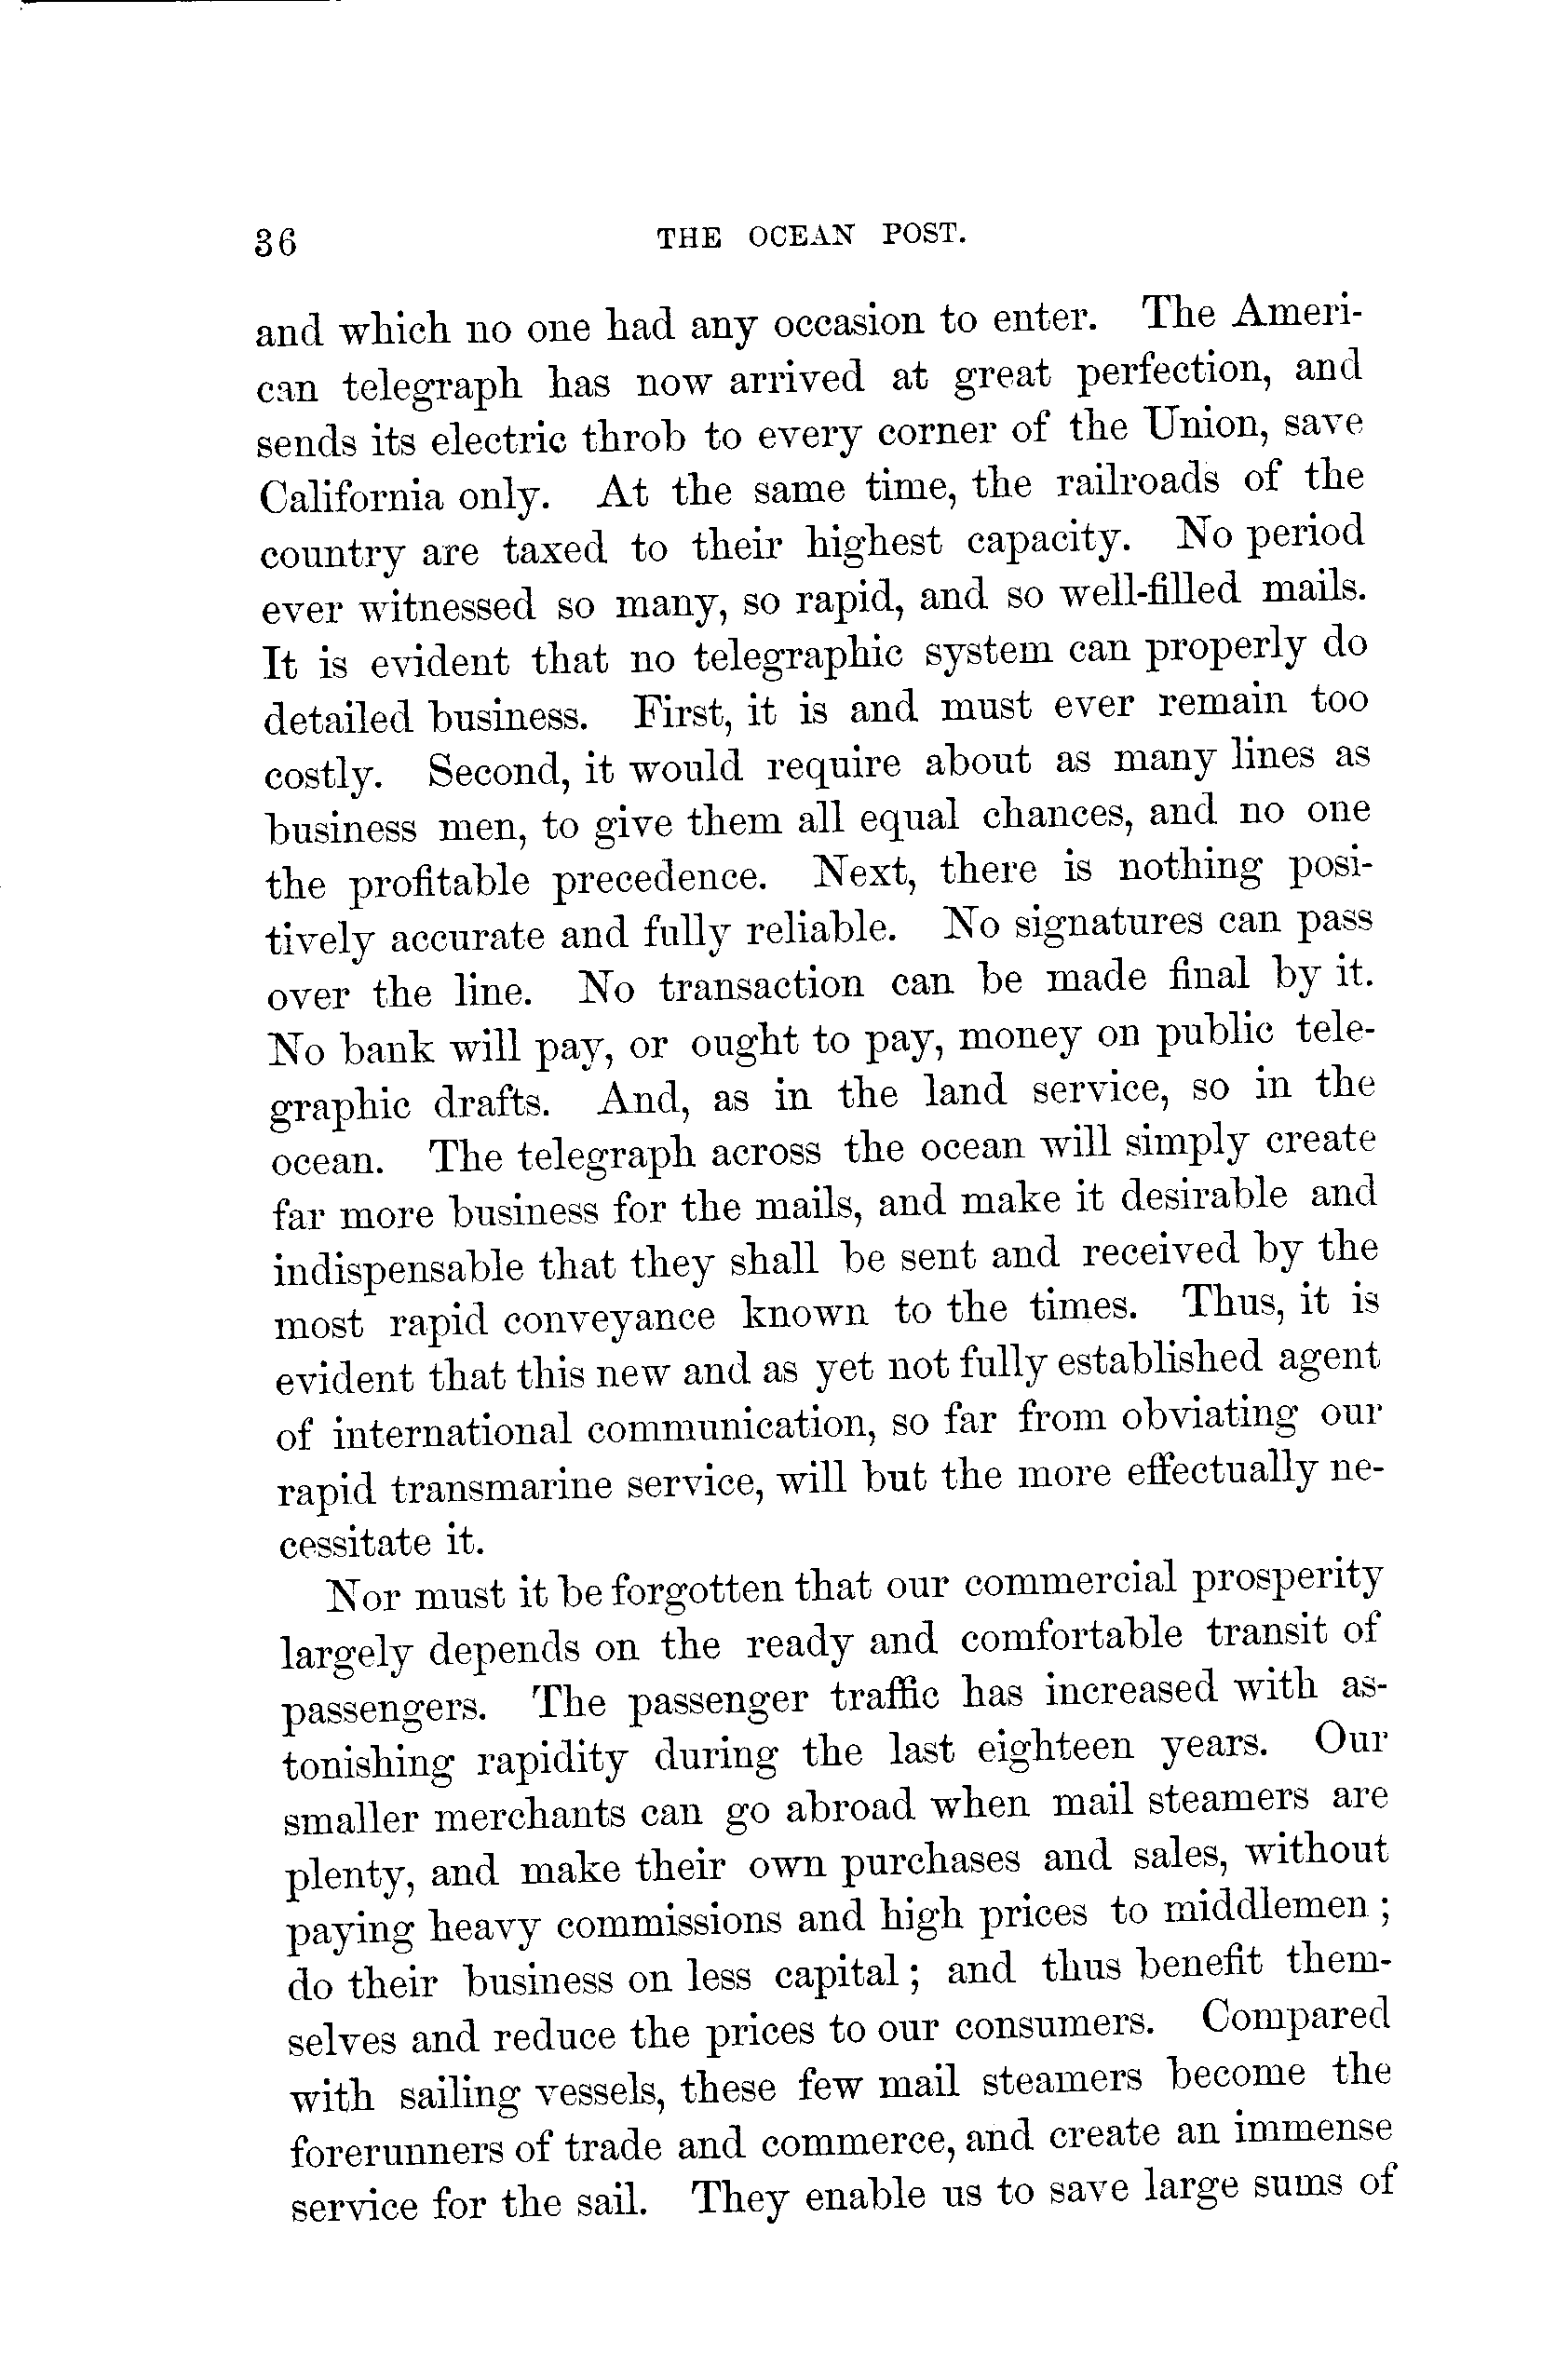 36 THE OCEAN POST.
and which no one had any occasion to enter. The Ameri-
can telegraph has now arrived at great perfection, and
sends its electric throb to every corner of the Union, save
California only. At the same time, the railroads of the
country are taxed to their highest capacity. No period
ever witnessed so many, so rapid, and so well-filled mails.
It is evident that no telegraphic system can properly do
detailed business. First, it is and must ever remain too
costly. Second, it would require about as many lines as
business men, to give them all equal chances, and no one
the profitable precedence. Next, there is nothing posi-
tively accurate and fully reliable. No signatures can pass
over the line. No transaction can be made final by it.
No bank will pay, or ought to pay, money on public tele-
graphic drafts. And, as in the land service, so in the
ocean. The telegraph across the ocean will simply create
far more business for the mails, and make it desirable and
indispensable that they shall be sent and received by the
most rapid conveyance known to the times. Thus, it is
evident that this new and as yet not fully established agent
of international communication, so far from obviating our
rapid transmarine service, will but the more effectually ne-
cessitate it.
Nor must it be forgotten that our commercial prosperity
largely depends on the ready and comfortable transit of
passengers. The passenger traffic has increased with as-
tonishing rapidity during the last eighteen years. Our
smaller merchants can go abroad when mail steamers are
plenty, and make their own purchases and sales, without
paying heavy commissions and high prices to middlemen ;
do their business on less capital ; and thus benefit them-
selves and reduce the prices to our consumers. Compared
with sailing vessels, these few mail steamers become the
forerunners of trade and commerce, and create an immense
service for the sail. They enable us to save large sums of